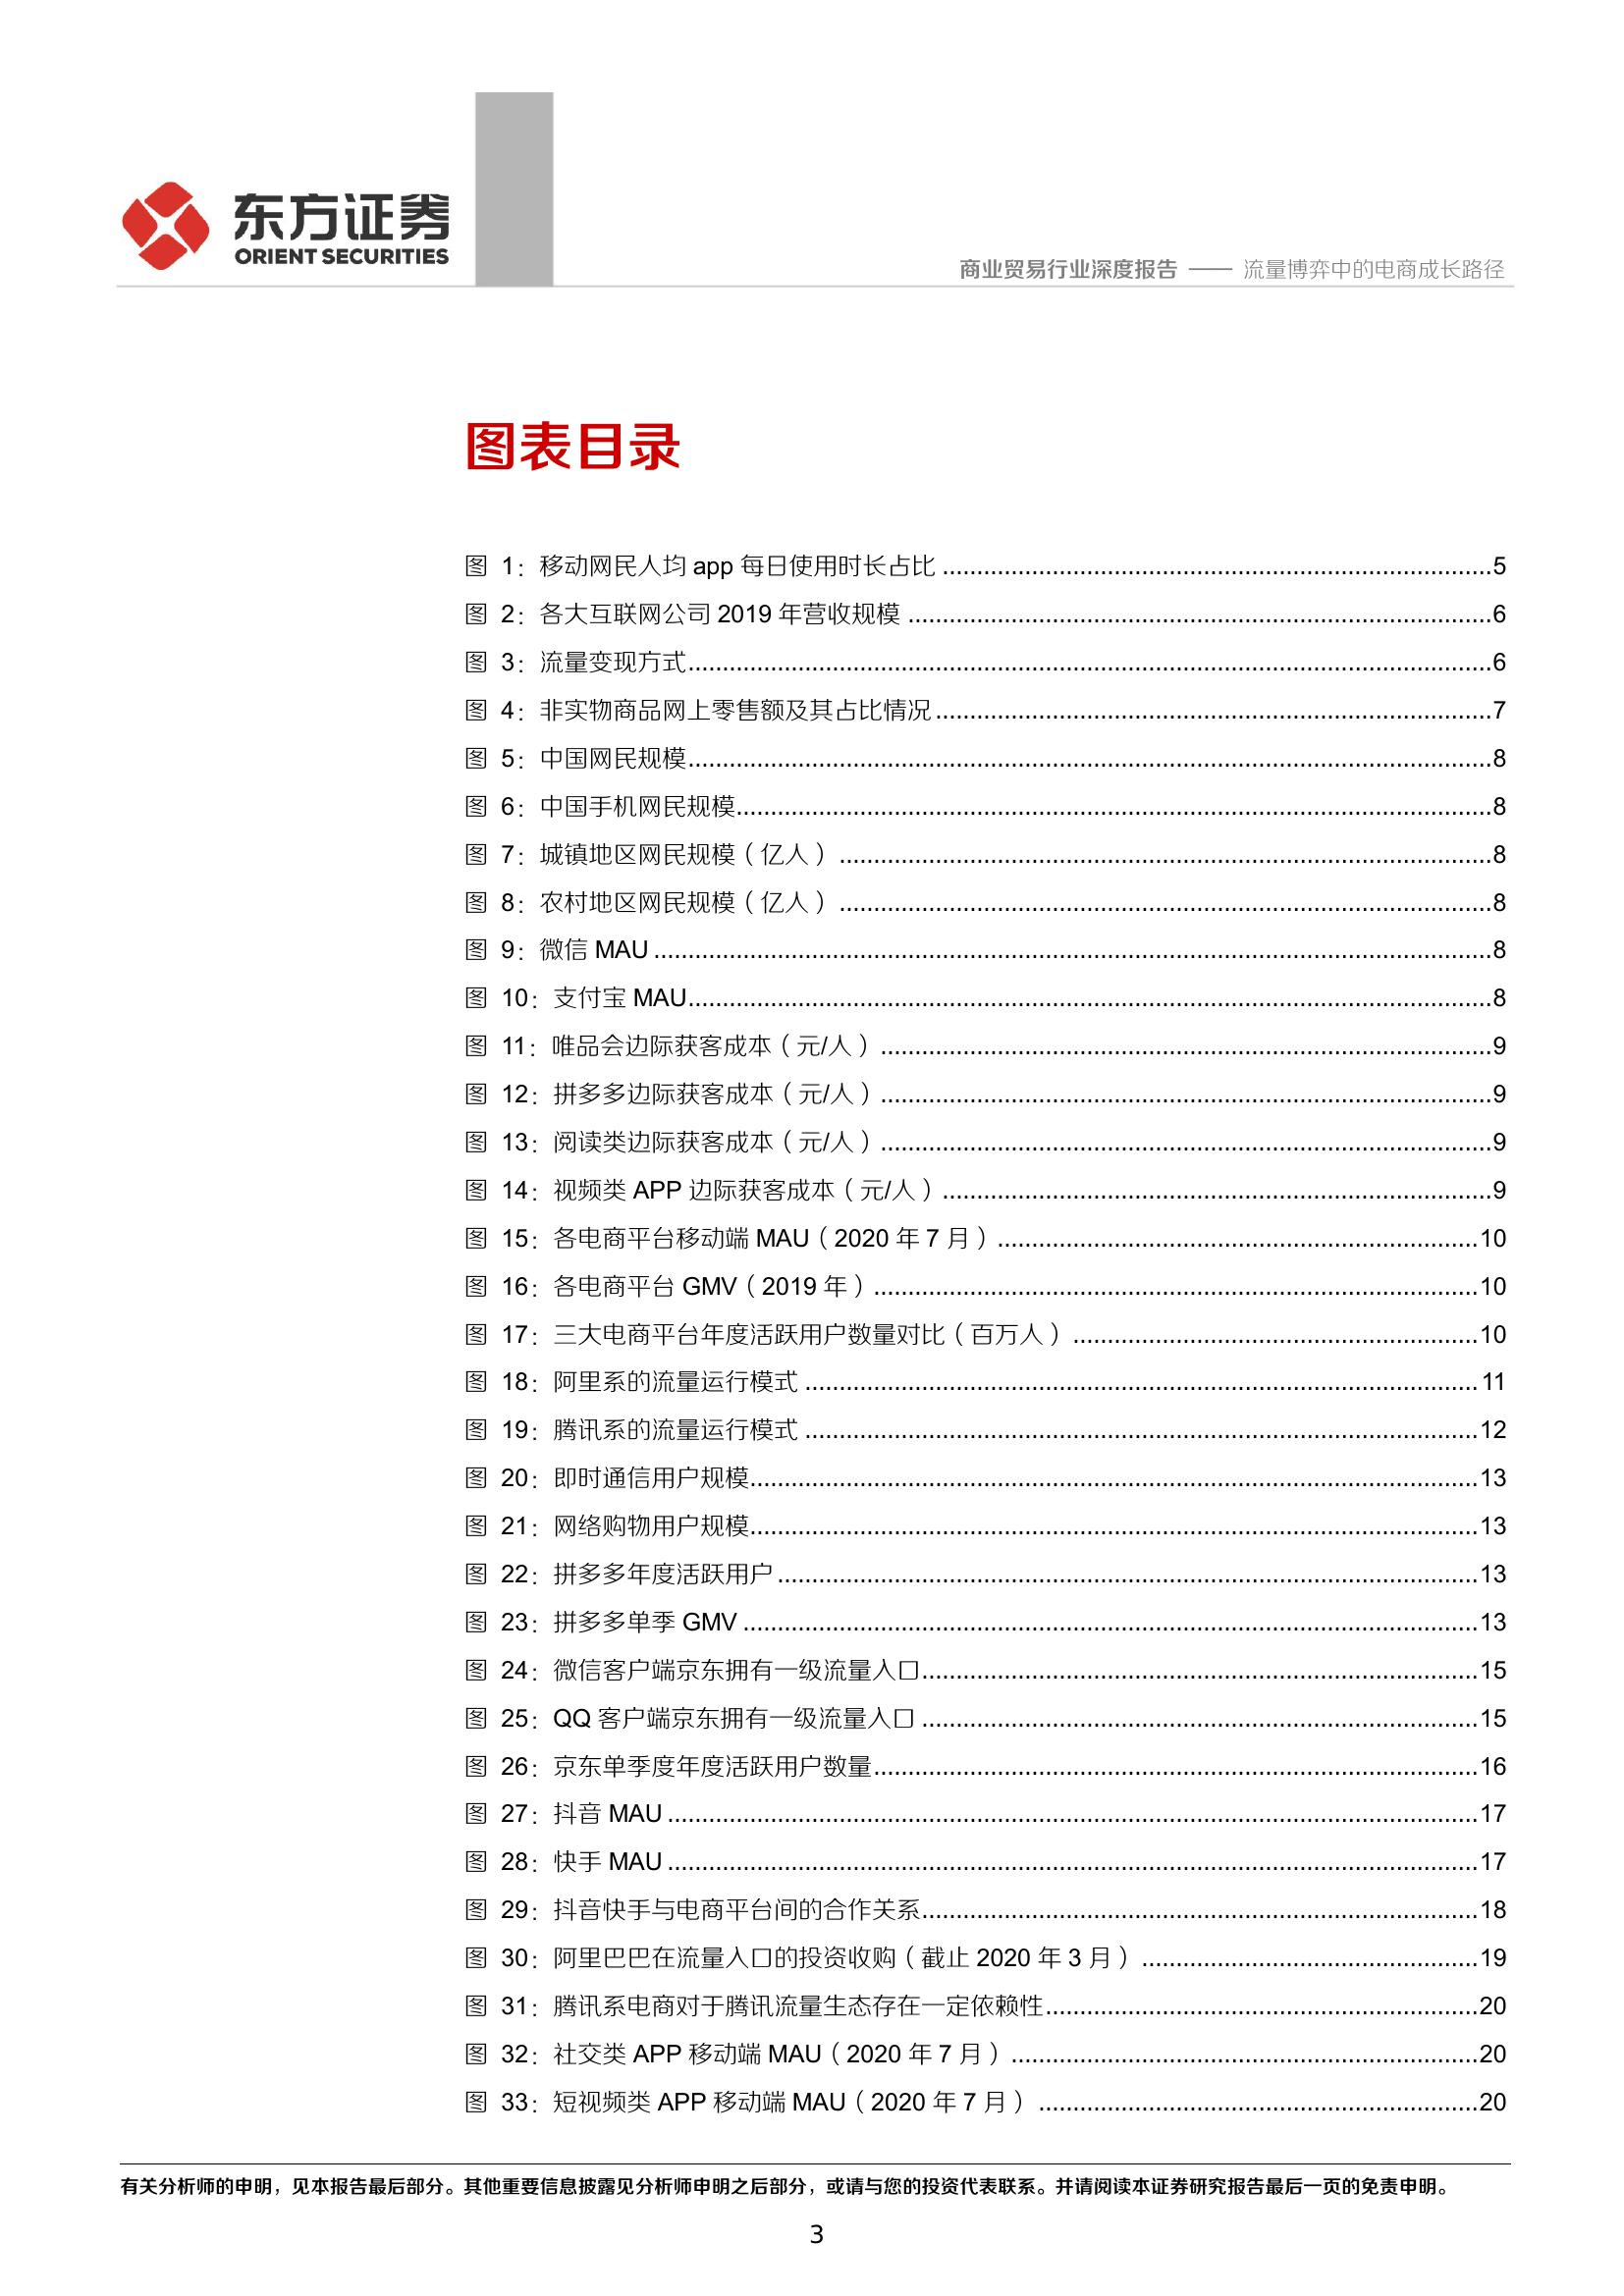 东方证券
ORIENT SECURITIES
商业贸易行业深度报告 —— 流量博弈中的电商成长路径
图表目录
图 1：移动网民人均 app 每日使用时长占比 ........ 5
图 2：各大互联网公司 2019 年营收规模 ........ 6
图 3：流量变现方式 ........ 6
图 4：非实物商品网上零售额及其占比情况 ........ 7
图 5：中国网民规模 ........ 8
图 6：中国手机网民规模 ........ 8
图 7：城镇地区网民规模（亿人） ........ 8
图 8：农村地区网民规模（亿人） ........ 8
图 9：微信 MAU ........ 8
图 10：支付宝 MAU ........ 8
图 11：唯品会边际获客成本（元/人） ........ 9
图 12：拼多多边际获客成本（元/人） ........ 9
图 13：阅读类边际获客成本（元/人） ........ 9
图 14：视频类 APP 边际获客成本（元/人） ........ 9
图 15：各电商平台移动端 MAU（2020 年 7 月） ........ 10
图 16：各电商平台 GMV（2019 年） ........ 10
图 17：三大电商平台年度活跃用户数量对比（百万人） ........ 10
图 18：阿里系的流量运行模式 ........ 11
图 19：腾讯系的流量运行模式 ........ 12
图 20：即时通信用户规模 ........ 13
图 21：网络购物用户规模 ........ 13
图 22：拼多多年度活跃用户 ........ 13
图 23：拼多多单季 GMV ........ 13
图 24：微信客户端京东拥有一级流量入口 ........ 15
图 25：QQ 客户端京东拥有一级流量入口 ........ 15
图 26：京东单季度年度活跃用户数量 ........ 16
图 27：抖音 MAU ........ 17
图 28：快手 MAU ........ 17
图 29：抖音快手与电商平台间的合作关系 ........ 18
图 30：阿里巴巴在流量入口的投资收购（截止 2020 年 3 月） ........ 19
图 31：腾讯系电商对于腾讯流量生态存在一定依赖性 ........ 20
图 32：社交类 APP 移动端 MAU（2020 年 7 月） ........ 20
图 33：短视频类 APP 移动端 MAU（2020 年 7 月） ........ 20
有关分析师的申明，见本报告最后部分。其他重要信息披露见分析师申明之后部分，或请与您的投资代表联系。并请阅读本证券研究报告最后一页的免责申明。
3